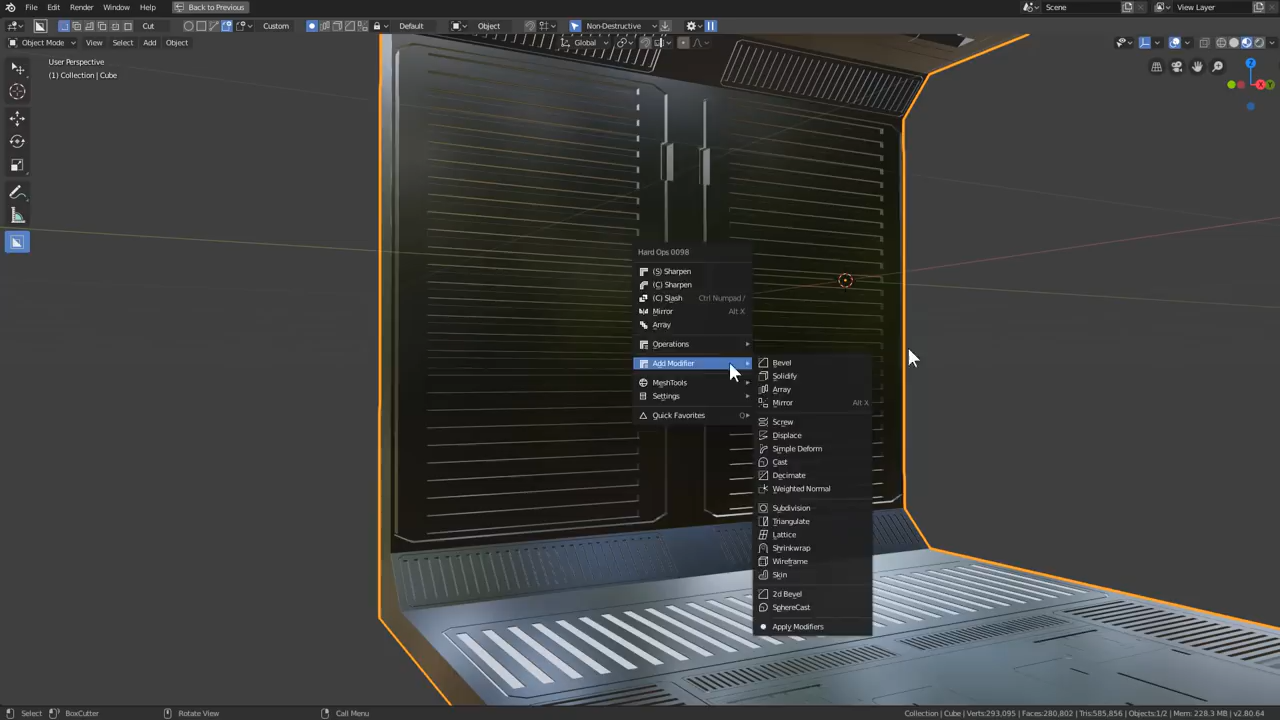 File Edit Render Window Help Back to Previous Scene View Layer
Cut Custom Default Object Non-Destructive
Object Mode View Select Add Object Global
User Perspective
(1) Collection | Cube
Z
X
Y
Hard Ops 0098
(S) Sharpen
(C) Sharpen
(C) Slash Ctrl Numpad /
Mirror Alt X
Array
Operations
Add Modifier
MeshTools
Settings
Quick Favorites Q
Bevel
Solidify
Array
Mirror Alt X
Screw
Displace
Simple Deform
Cast
Decimate
Weighted Normal
Subdivision
Triangulate
Lattice
Shrinkwrap
Wireframe
Skin
2d Bevel
SphereCast
Apply Modifiers
Select BoxCutter Rotate View Call Menu Collection | Cube | Verts:293,095 | Faces:280,802 | Tris:585,856 | Objects:1/2 | Mem: 228.3 MB | v2.80.64